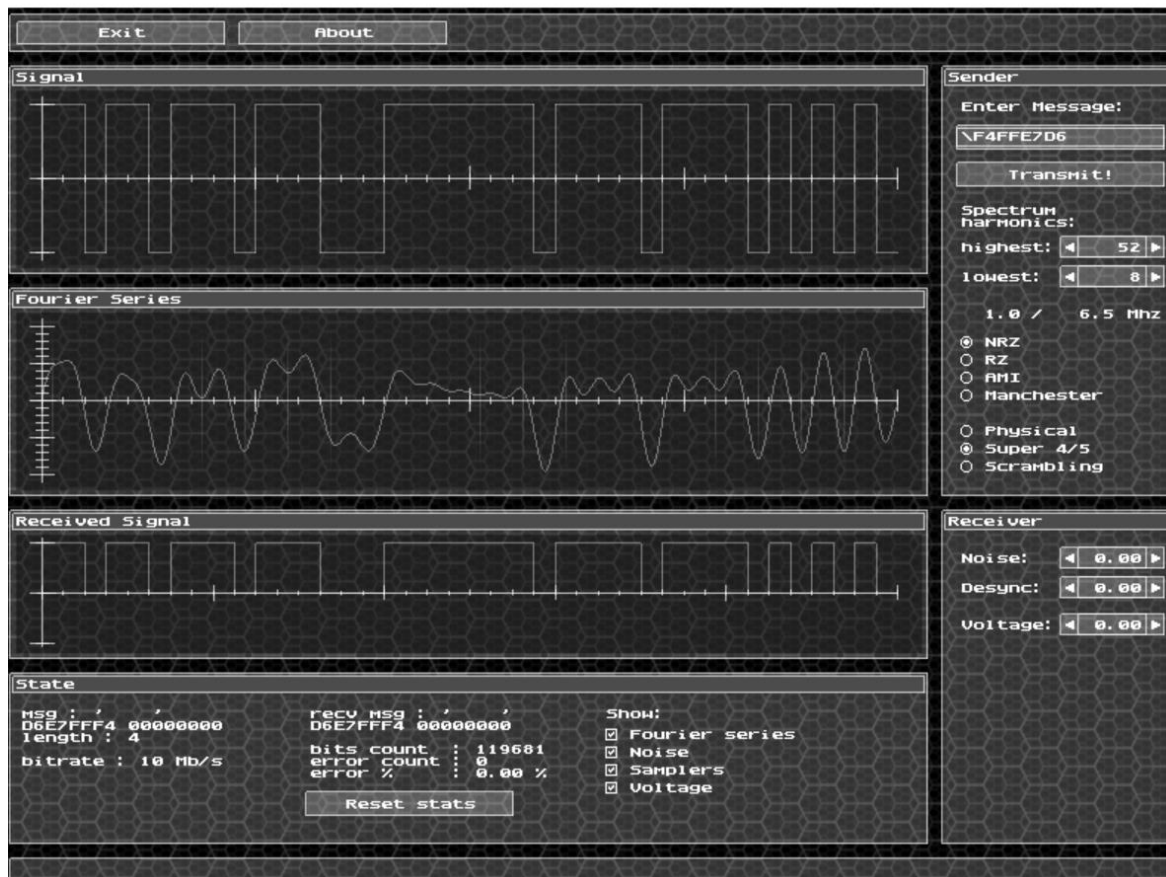 Exit
About
Signal
Sender
Enter Message:
\F4FFE7D6
Transmit!
Spectrum
harmonics:
highest: 52
lowest: 8
1.0 / 6.5 Mhz
NRZ
RZ
AMI
Manchester
Physical
Super 4/5
Scrambling
Fourier Series
Received Signal
Receiver
Noise: 0.00
Desync: 0.00
Voltage: 0.00
State
msg : ' '
D6E7FFF4 00000000
length : 4
bitrate : 10 Mb/s
recv msg : ' '
D6E7FFF4 00000000
bits count : 119681
error count : 0
error % : 0.00 %
Reset stats
Show:
Fourier series
Noise
Samplers
Voltage